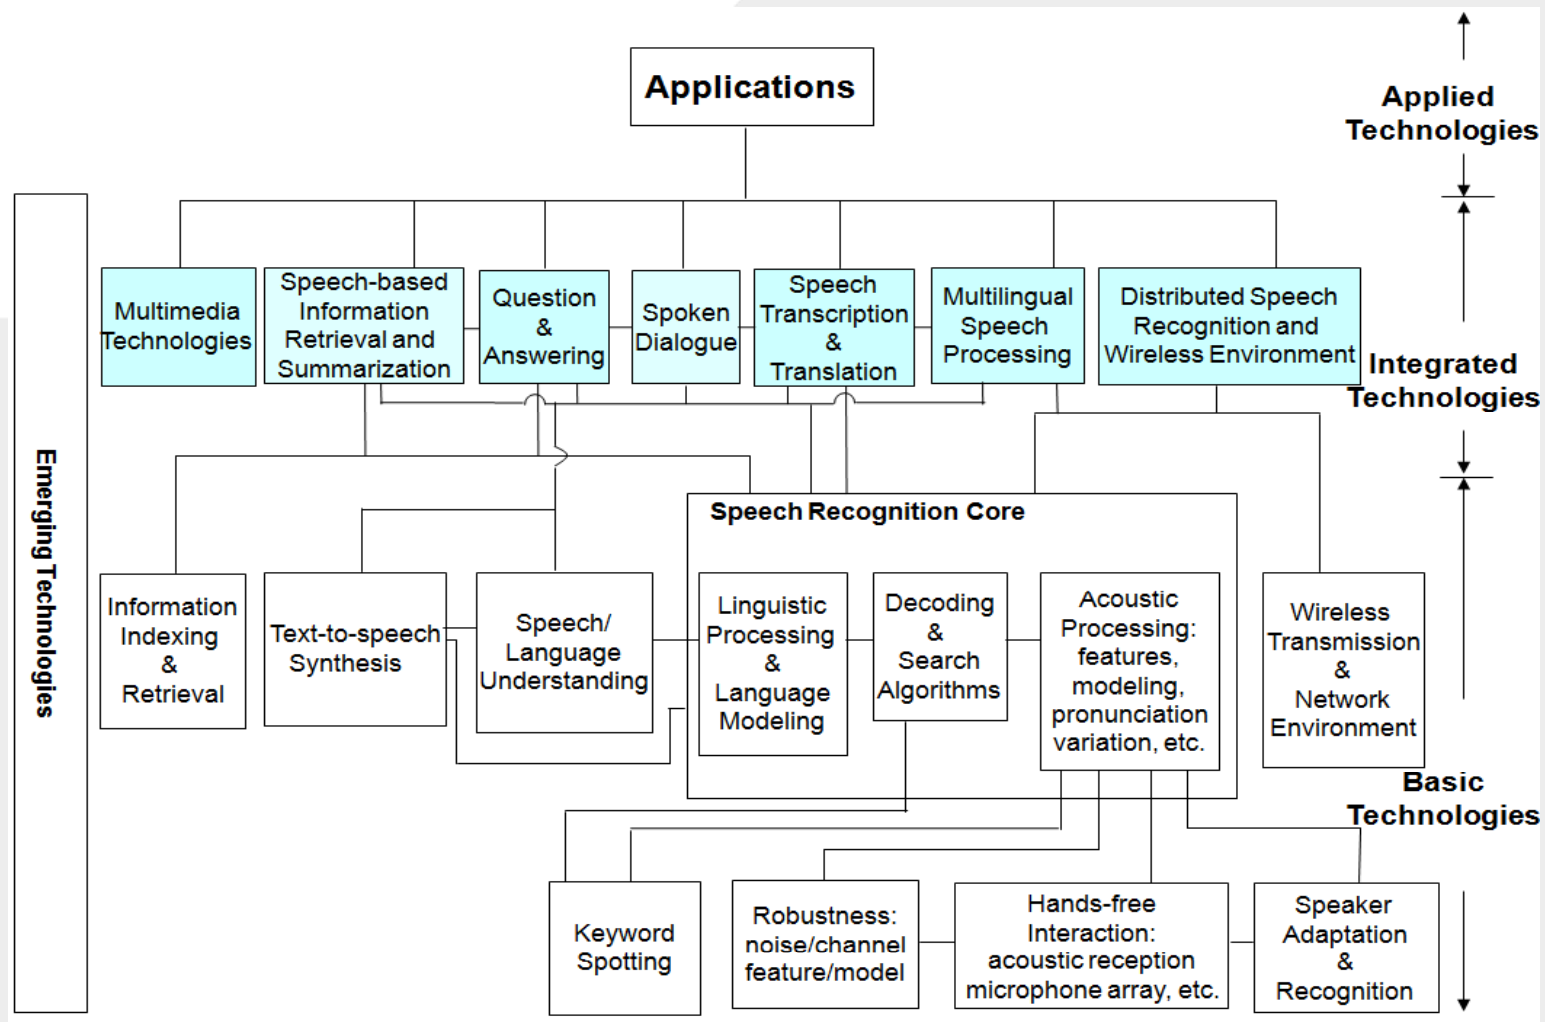 Applications
Applied
Technologies
Multimedia
Technologies
Speech-based
Information
Retrieval and
Summarization
Question
&
Answering
Spoken
Dialogue
Speech
Transcription
&
Translation
Multilingual
Speech
Processing
Distributed Speech
Recognition and
Wireless Environment
Integrated
Technologies
Emerging Technologies
Speech Recognition Core
Information
Indexing
&
Retrieval
Text-to-speech
Synthesis
Speech/
Language
Understanding
Linguistic
Processing
&
Language
Modeling
Decoding
&
Search
Algorithms
Acoustic
Processing:
features,
modeling,
pronunciation
variation, etc.
Wireless
Transmission
&
Network
Environment
Basic
Technologies
Keyword
Spotting
Robustness:
noise/channel
feature/model
Hands-free
Interaction:
acoustic reception
microphone array, etc.
Speaker
Adaptation
&
Recognition